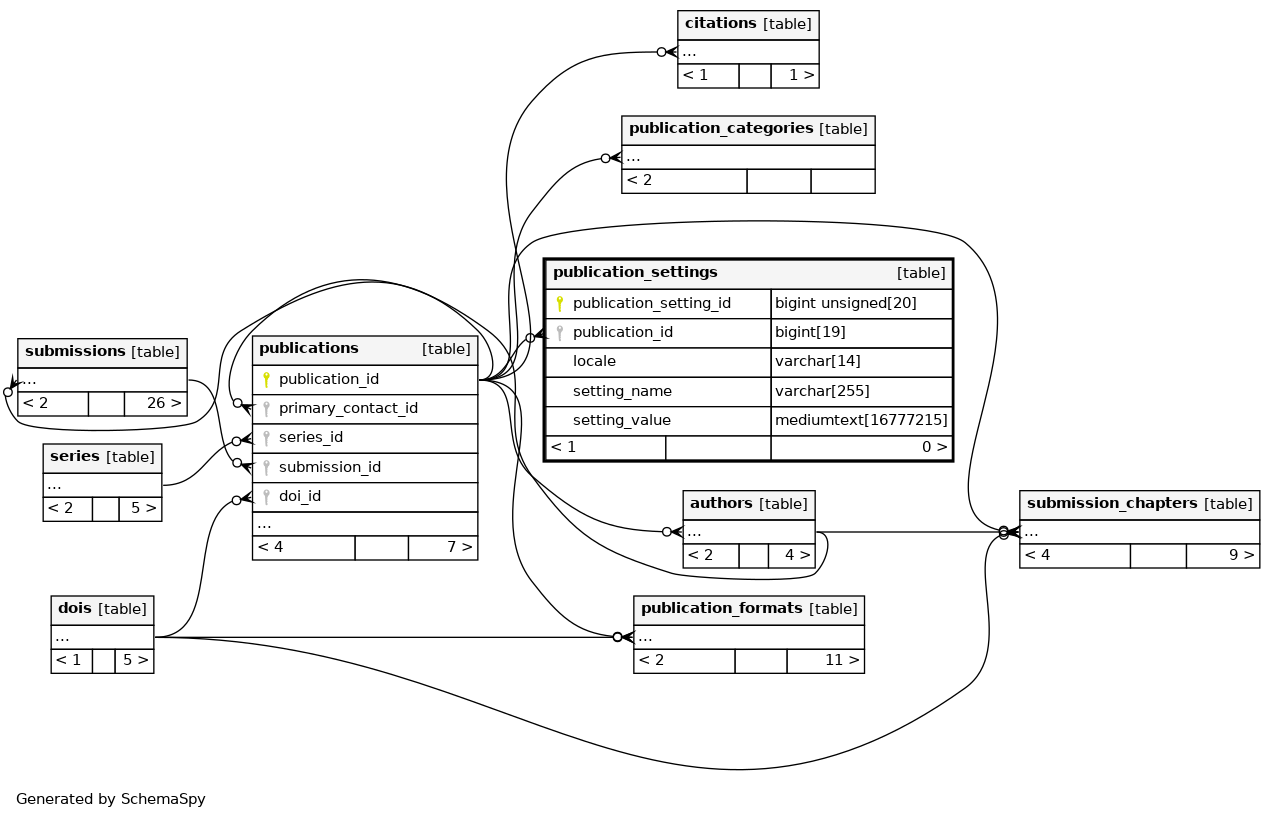 citations [table]
...
< 1 1 >
publication_categories [table]
...
< 2
publication_settings [table]
publication_setting_id bigint unsigned[20]
publication_id bigint[19]
locale varchar[14]
setting_name varchar[255]
setting_value mediumtext[16777215]
< 1 0 >
submissions [table]
...
< 2 26 >
publications [table]
publication_id
primary_contact_id
series_id
submission_id
doi_id
...
< 4 7 >
series [table]
...
< 2 5 >
authors [table]
...
< 2 4 >
submission_chapters [table]
...
< 4 9 >
dois [table]
...
< 1 5 >
publication_formats [table]
...
< 2 11 >
Generated by SchemaSpy